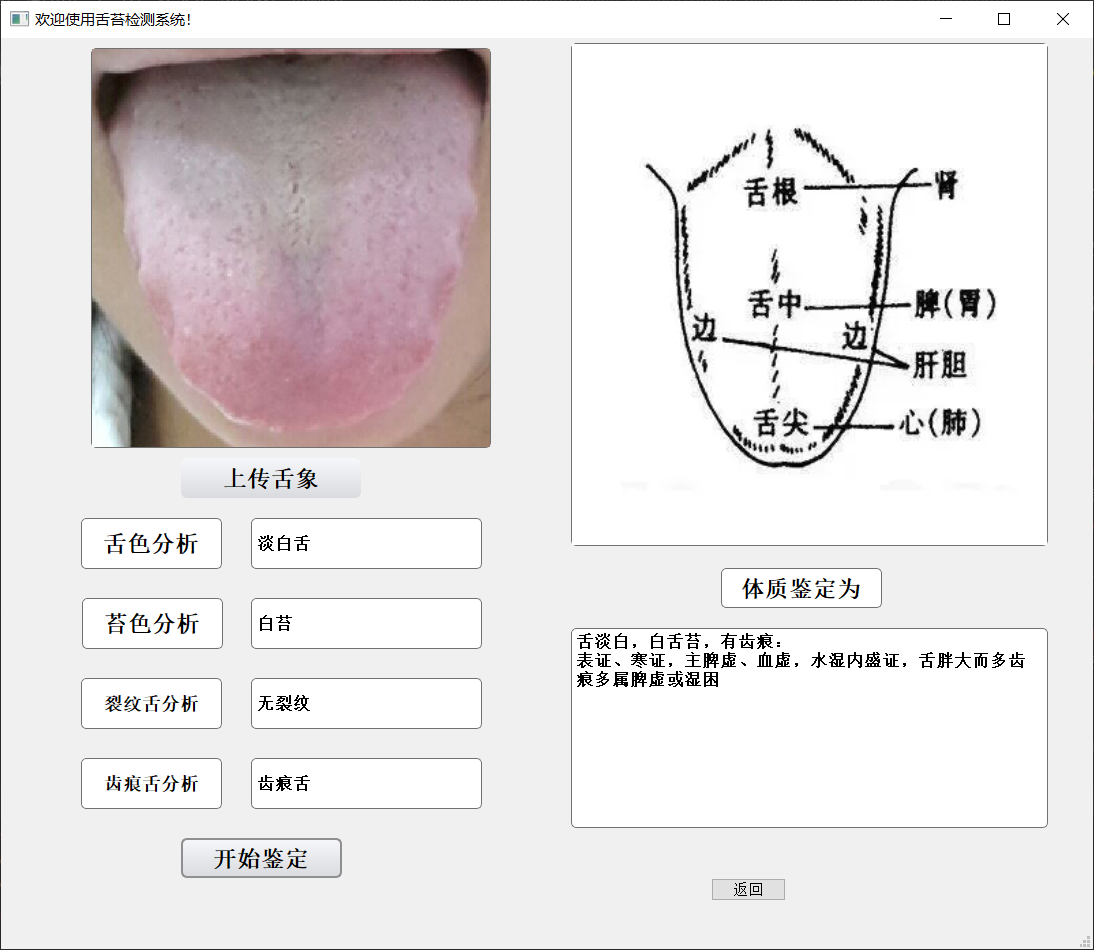 欢迎使用舌苔检测系统!
上传舌象
舌色分析
淡白舌
苔色分析
白苔
裂纹舌分析
无裂纹
齿痕舌分析
齿痕舌
开始鉴定
舌根
肾
舌中
脾(胃)
边
边
肝胆
舌尖
心(肺)
体质鉴定为
舌淡白，白舌苔，有齿痕：
表证、寒证，主脾虚、血虚，水湿内盛证，舌胖大而多齿
痕多属脾虚或湿困
返回